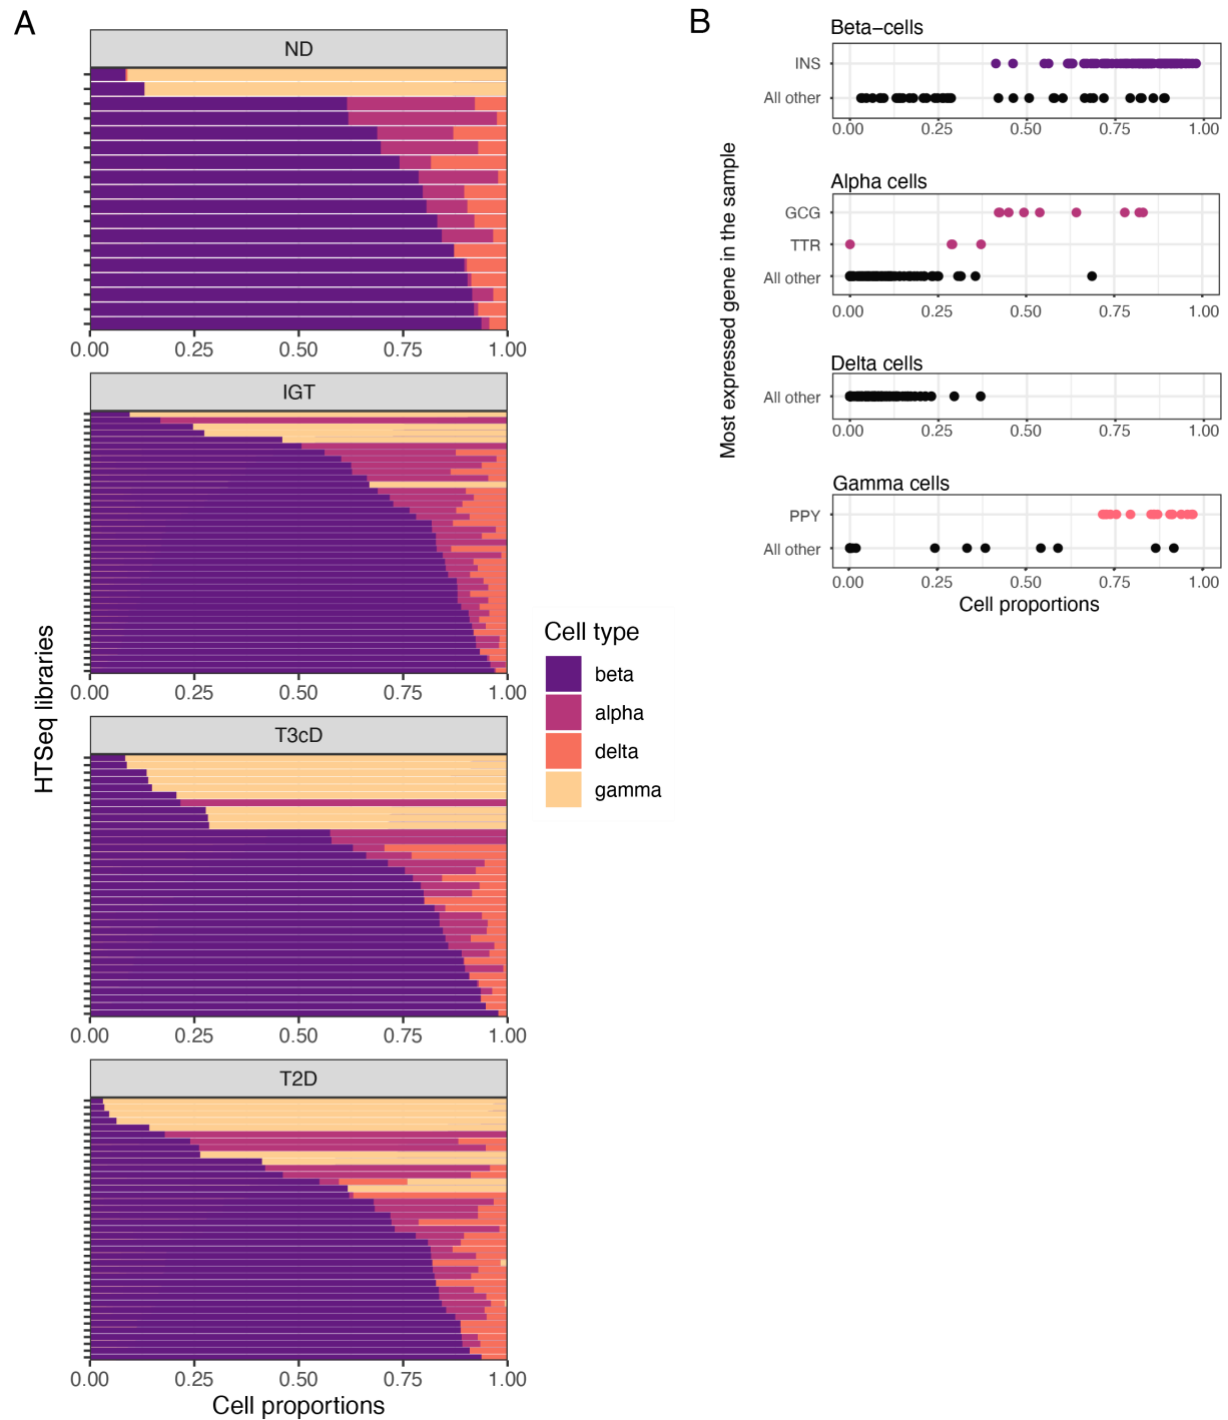 A
ND
0.00 0.25 0.50 0.75 1.00
IGT
0.00 0.25 0.50 0.75 1.00
T3cD
0.00 0.25 0.50 0.75 1.00
T2D
0.00 0.25 0.50 0.75 1.00
Cell proportions
HTSeq libraries
Cell type
beta
alpha
delta
gamma
B
Most expressed gene in the sample
Beta−cells
INS
All other
0.00 0.25 0.50 0.75 1.00
Alpha cells
GCG
TTR
All other
0.00 0.25 0.50 0.75 1.00
Delta cells
All other
0.00 0.25 0.50 0.75 1.00
Gamma cells
PPY
All other
0.00 0.25 0.50 0.75 1.00
Cell proportions